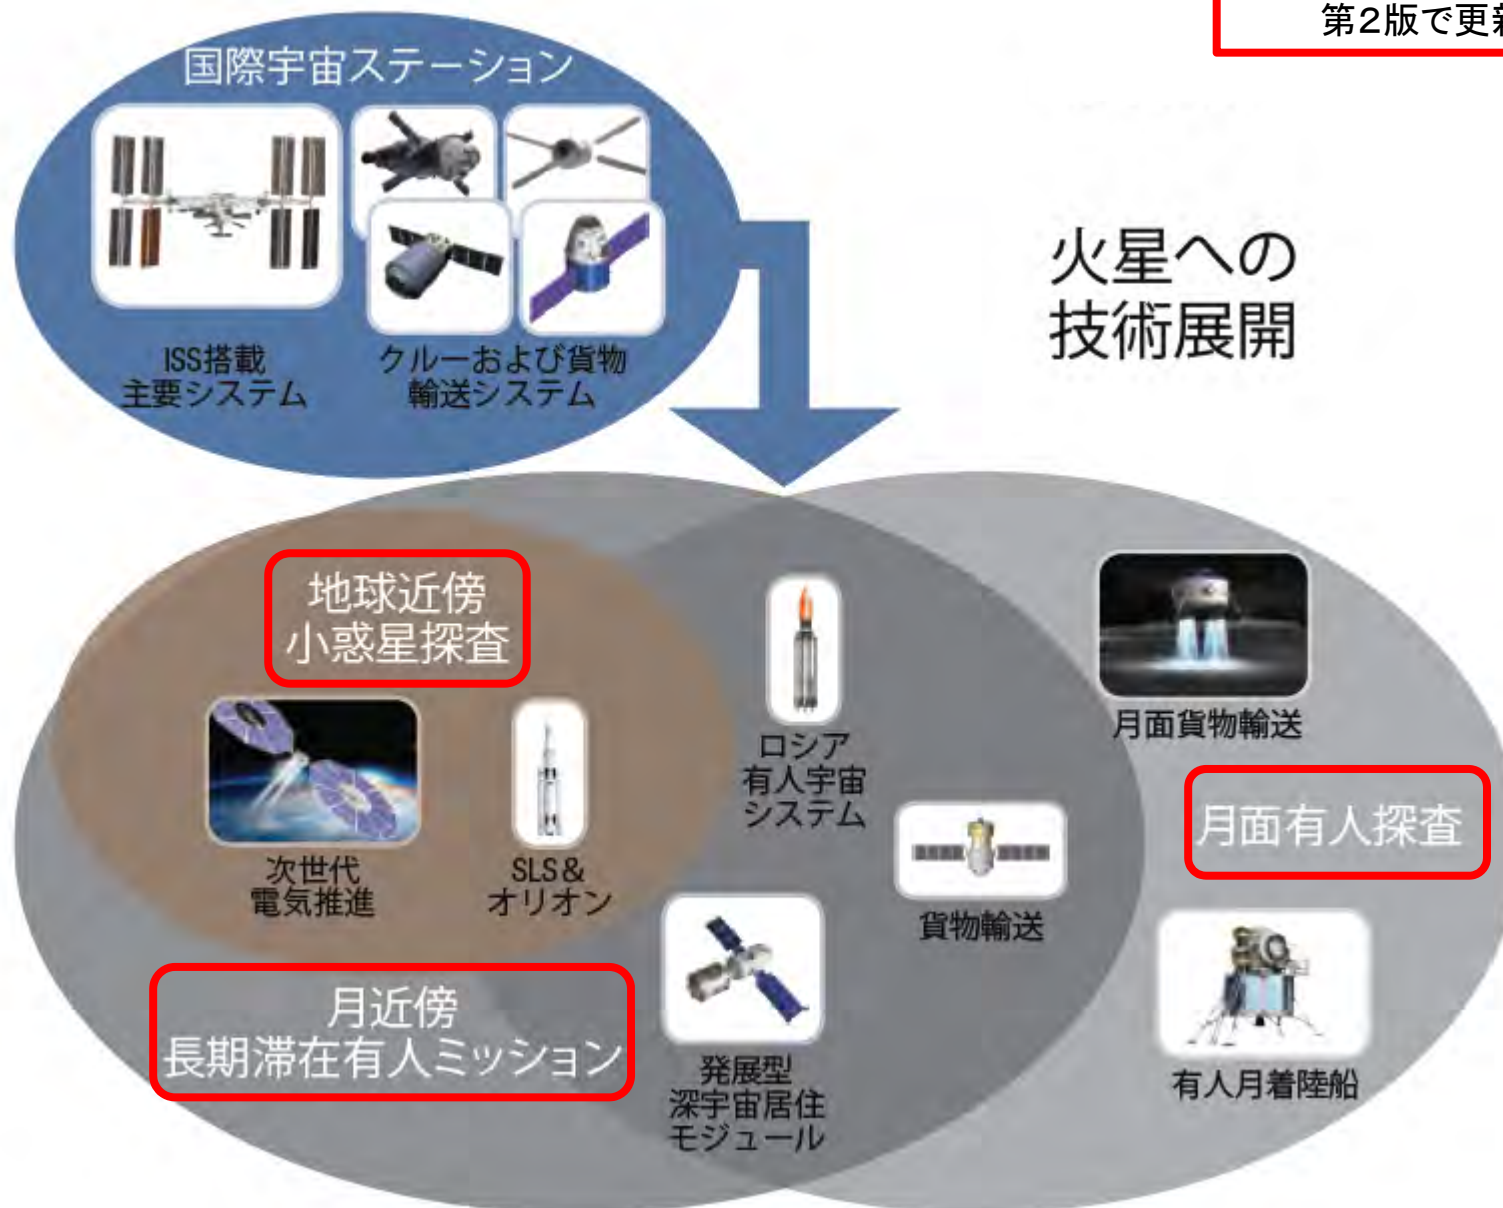 第2版で更新
国際宇宙ステーション
ISS搭載
主要システム
クルーおよび貨物
輸送システム
火星への
技術展開
地球近傍
小惑星探査
次世代
電気推進
SLS&
オリオン
ロシア
有人宇宙
システム
月面貨物輸送
月面有人探査
貨物輸送
月近傍
長期滞在有人ミッション
発展型
深宇宙居住
モジュール
有人月着陸船